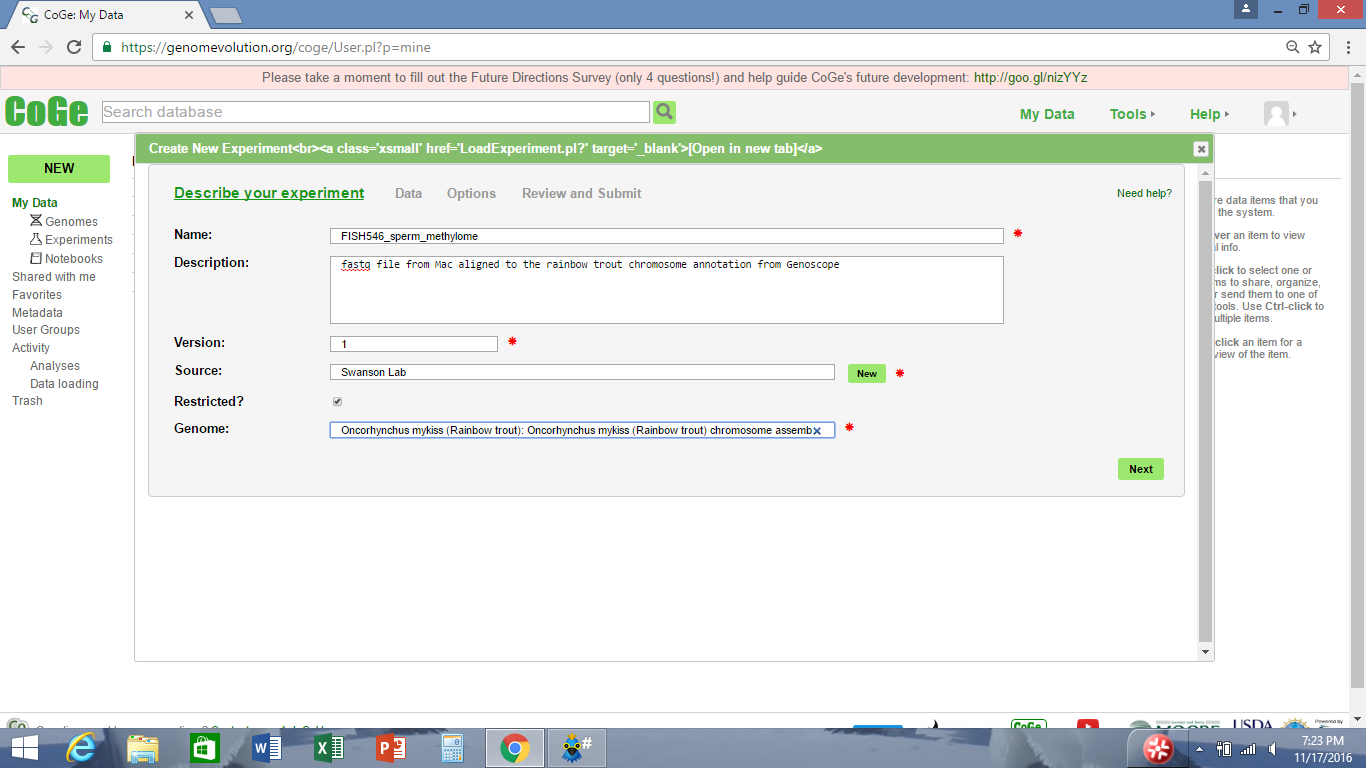 CoGe: My Data
https://genomevolution.org/coge/User.pl?p=mine
Please take a moment to fill out the Future Directions Survey (only 4 questions!) and help guide CoGe's future development: http://goo.gl/nizYYz
CoGe
Search database
My Data
Tools
Help
Create New Experiment<br><a class='xsmall' href='LoadExperiment.pl?' target='_blank'>[Open in new tab]</a>
NEW
My Data
Genomes
Experiments
Notebooks
Shared with me
Favorites
Metadata
User Groups
Activity
Analyses
Data loading
Trash
Describe your experiment
Data
Options
Review and Submit
Need help?
Name:
FISH546_sperm_methylome
Description:
fastq file from Mac aligned to the rainbow trout chromosome annotation from Genoscope
Version:
1
Source:
Swanson Lab
New
Restricted?
Genome:
Oncorhynchus mykiss (Rainbow trout): Oncorhynchus mykiss (Rainbow trout) chromosome assemb
Next
re data items that you
the system.
ver an item to view
l info.
lick to select one or
ms to share, organize,
r send them to one of
ools. Use Ctrl-click to
ultiple items.
click an item for a
view of the item.
CoGe
MOORE
USDA
Powered by
7:23 PM
11/17/2016